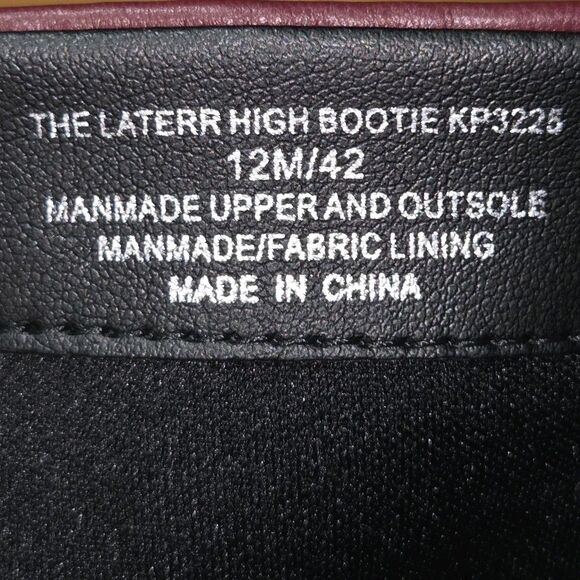 THE LATERR HIGH BOOTIE KP3225
12M/42
MANMADE UPPER AND OUTSOLE
MANMADE/FABRIC LINING
MADE IN CHINA